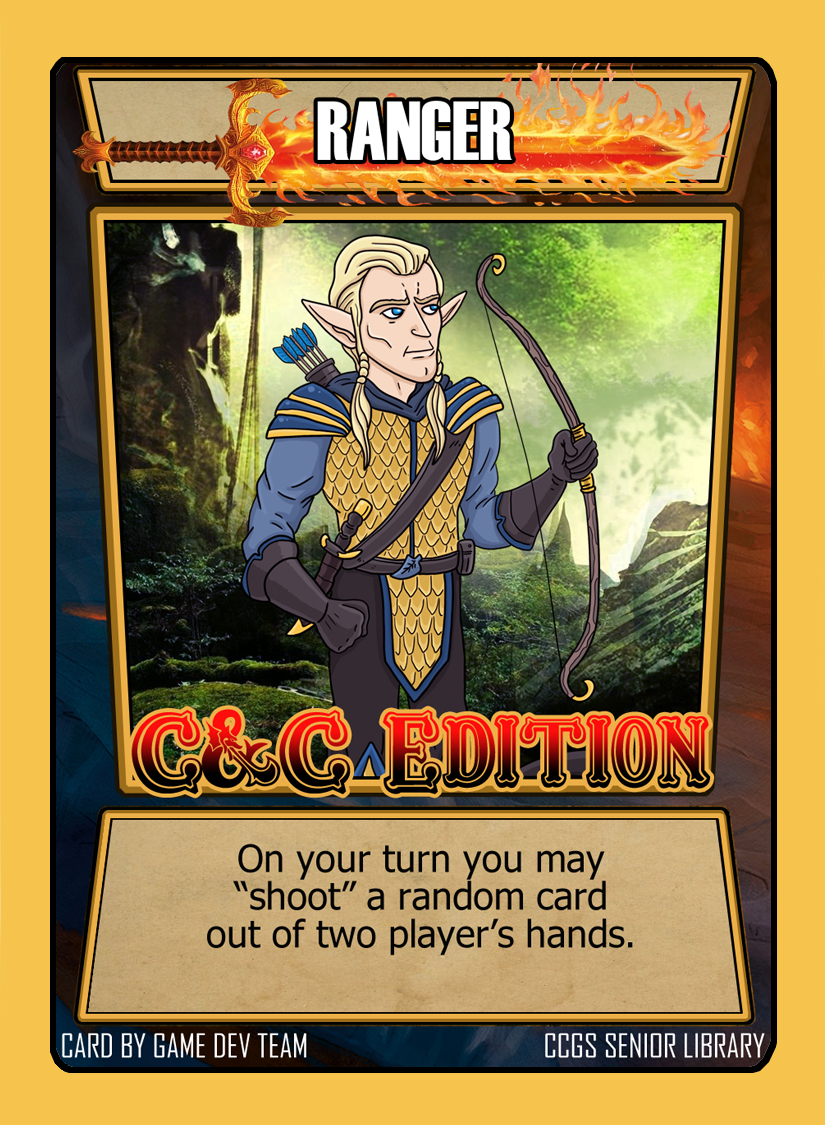 RANGER
C&C EDITION
On your turn you may
“shoot” a random card
out of two player’s hands.
CARD BY GAME DEV TEAM
CCGS SENIOR LIBRARY